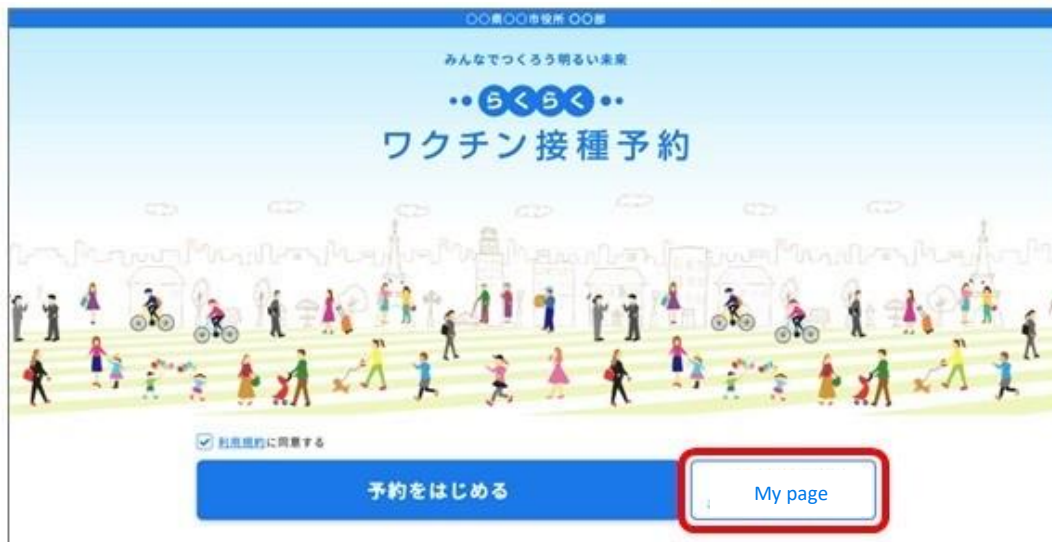 〇〇県〇〇市役所 〇〇部
みんなでつくろう明るい未来
らくらく
ワクチン接種予約
利用規約に同意する
予約をはじめる
My page